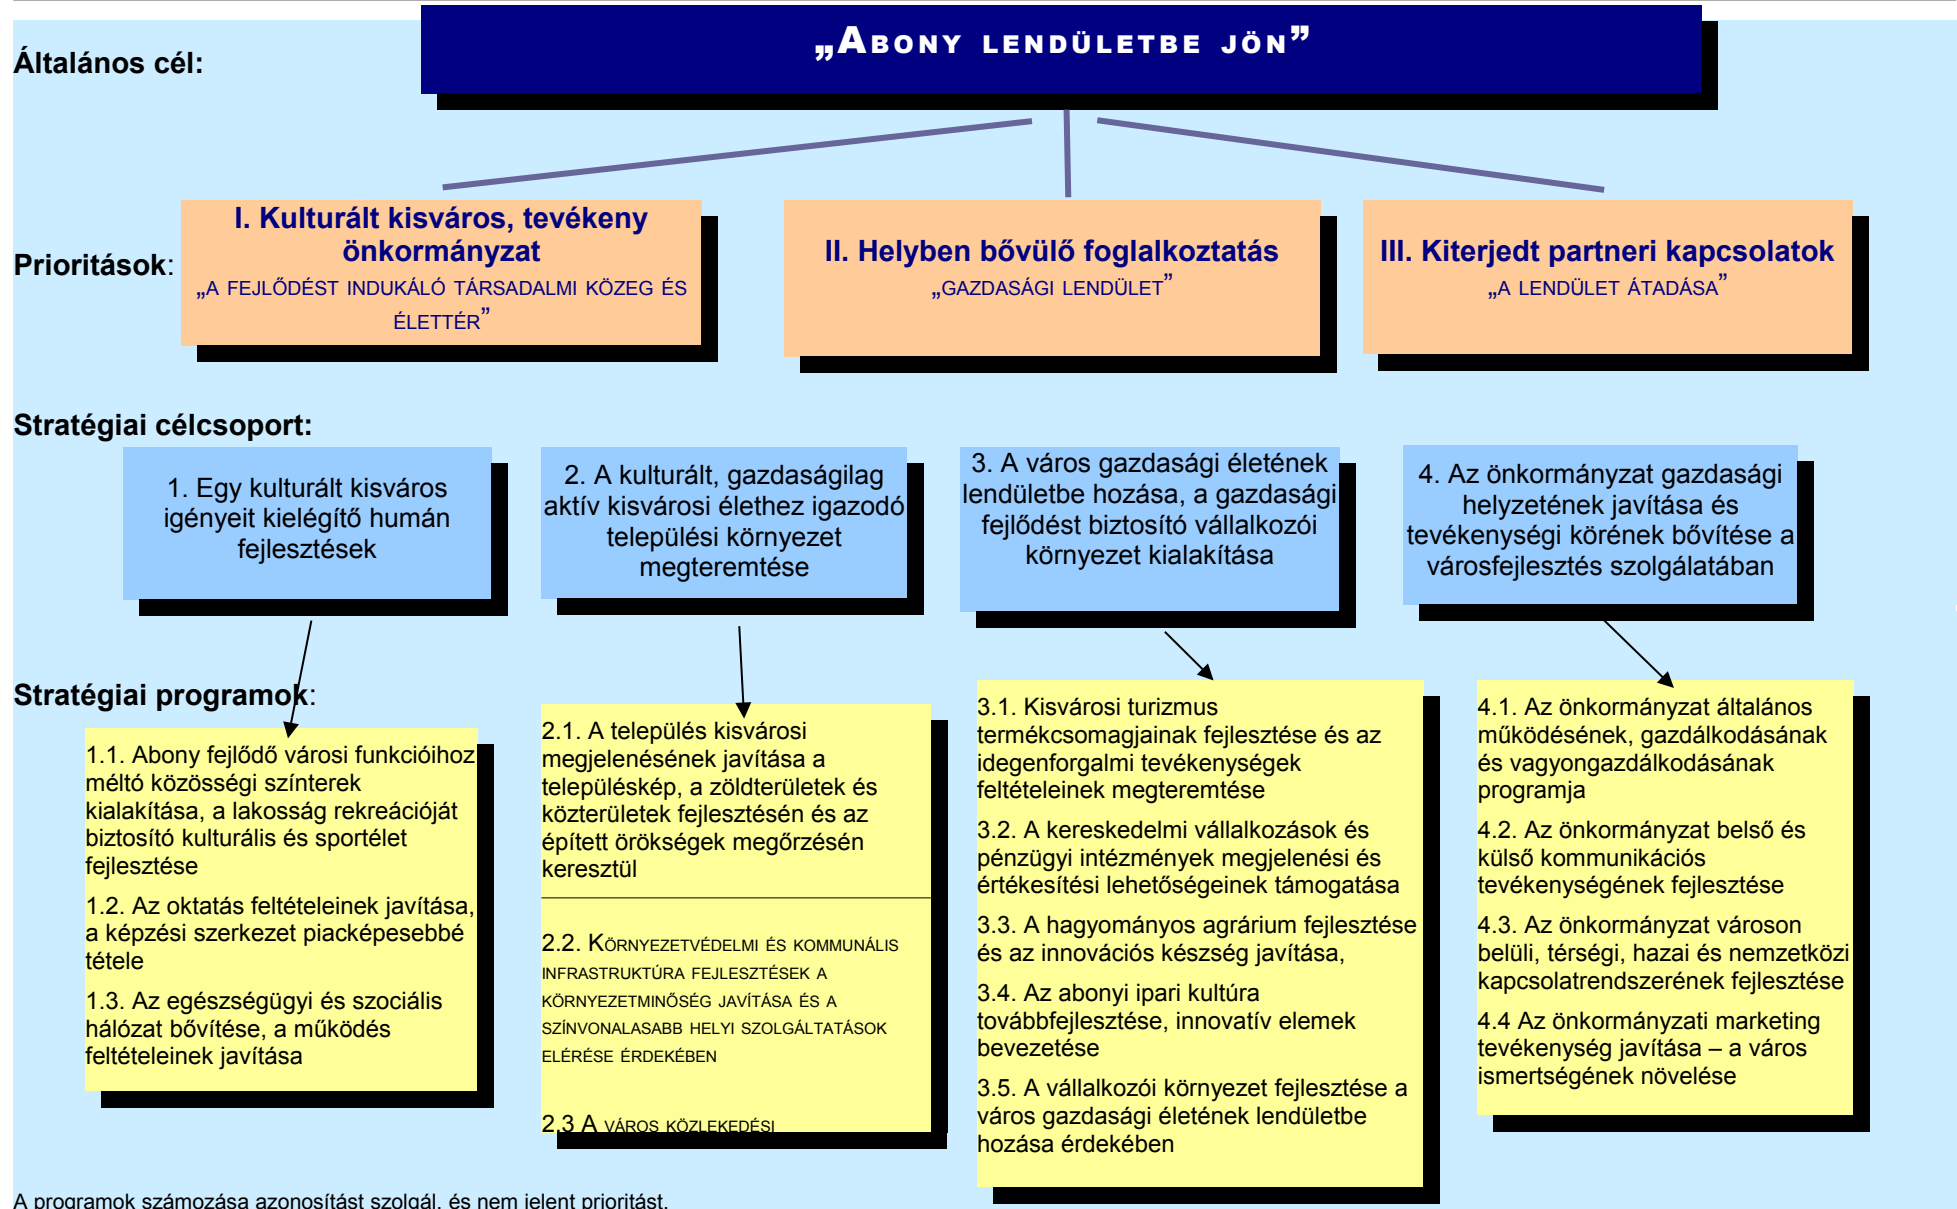 Általános cél:
„Abony lendületbe jön”
Prioritások:
I. Kulturált kisváros, tevékeny
önkormányzat
„a fejlődést indukáló társadalmi közeg és
élettér”
II. Helyben bővülő foglalkoztatás
„gazdasági lendület”
III. Kiterjedt partneri kapcsolatok
„a lendület átadása”
Stratégiai célcsoport:
1. Egy kulturált kisváros
igényeit kielégítő humán
fejlesztések
2. A kulturált, gazdaságilag
aktív kisvárosi élethez igazodó
települési környezet
megteremtése
3. A város gazdasági életének
lendületbe hozása, a gazdasági
fejlődést biztosító vállalkozói
környezet kialakítása
4. Az önkormányzat gazdasági
helyzetének javítása és
tevékenységi körének bővítése a
városfejlesztés szolgálatában
Stratégiai programok:
1.1. Abony fejlődő városi funkcióihoz
méltó közösségi színterek
kialakítása, a lakosság rekreációját
biztosító kulturális és sportélet
fejlesztése
1.2. Az oktatás feltételeinek javítása,
a képzési szerkezet piacképesebbé
tétele
1.3. Az egészségügyi és szociális
hálózat bővítése, a működés
feltételeinek javítása
2.1. A település kisvárosi
megjelenésének javítása a
településkép, a zöldterületek és
közterületek fejlesztésén és az
épített örökségek megőrzésén
keresztül
2.2. Környezetvédelmi és kommunális
infrastruktúra fejlesztések a
környezetminőség javítása és a
színvonalasabb helyi szolgáltatások
elérése érdekében
2.3 A város közlekedési
3.1. Kisvárosi turizmus
termékcsomagjainak fejlesztése és az
idegenforgalmi tevékenységek
feltételeinek megteremtése
3.2. A kereskedelmi vállalkozások és
pénzügyi intézmények megjelenési és
értékesítési lehetőségeinek támogatása
3.3. A hagyományos agrárium fejlesztése
és az innovációs készség javítása,
3.4. Az abonyi ipari kultúra
továbbfejlesztése, innovatív elemek
bevezetése
3.5. A vállalkozói környezet fejlesztése a
város gazdasági életének lendületbe
hozása érdekében
4.1. Az önkormányzat általános
működésének, gazdálkodásának
és vagyongazdálkodásának
programja
4.2. Az önkormányzat belső és
külső kommunikációs
tevékenységének fejlesztése
4.3. Az önkormányzat városon
belüli, térségi, hazai és nemzetközi
kapcsolatrendszerének fejlesztése
4.4 Az önkormányzati marketing
tevékenység javítása – a város
ismertségének növelése
A programok számozása azonosítást szolgál, és nem jelent prioritást.